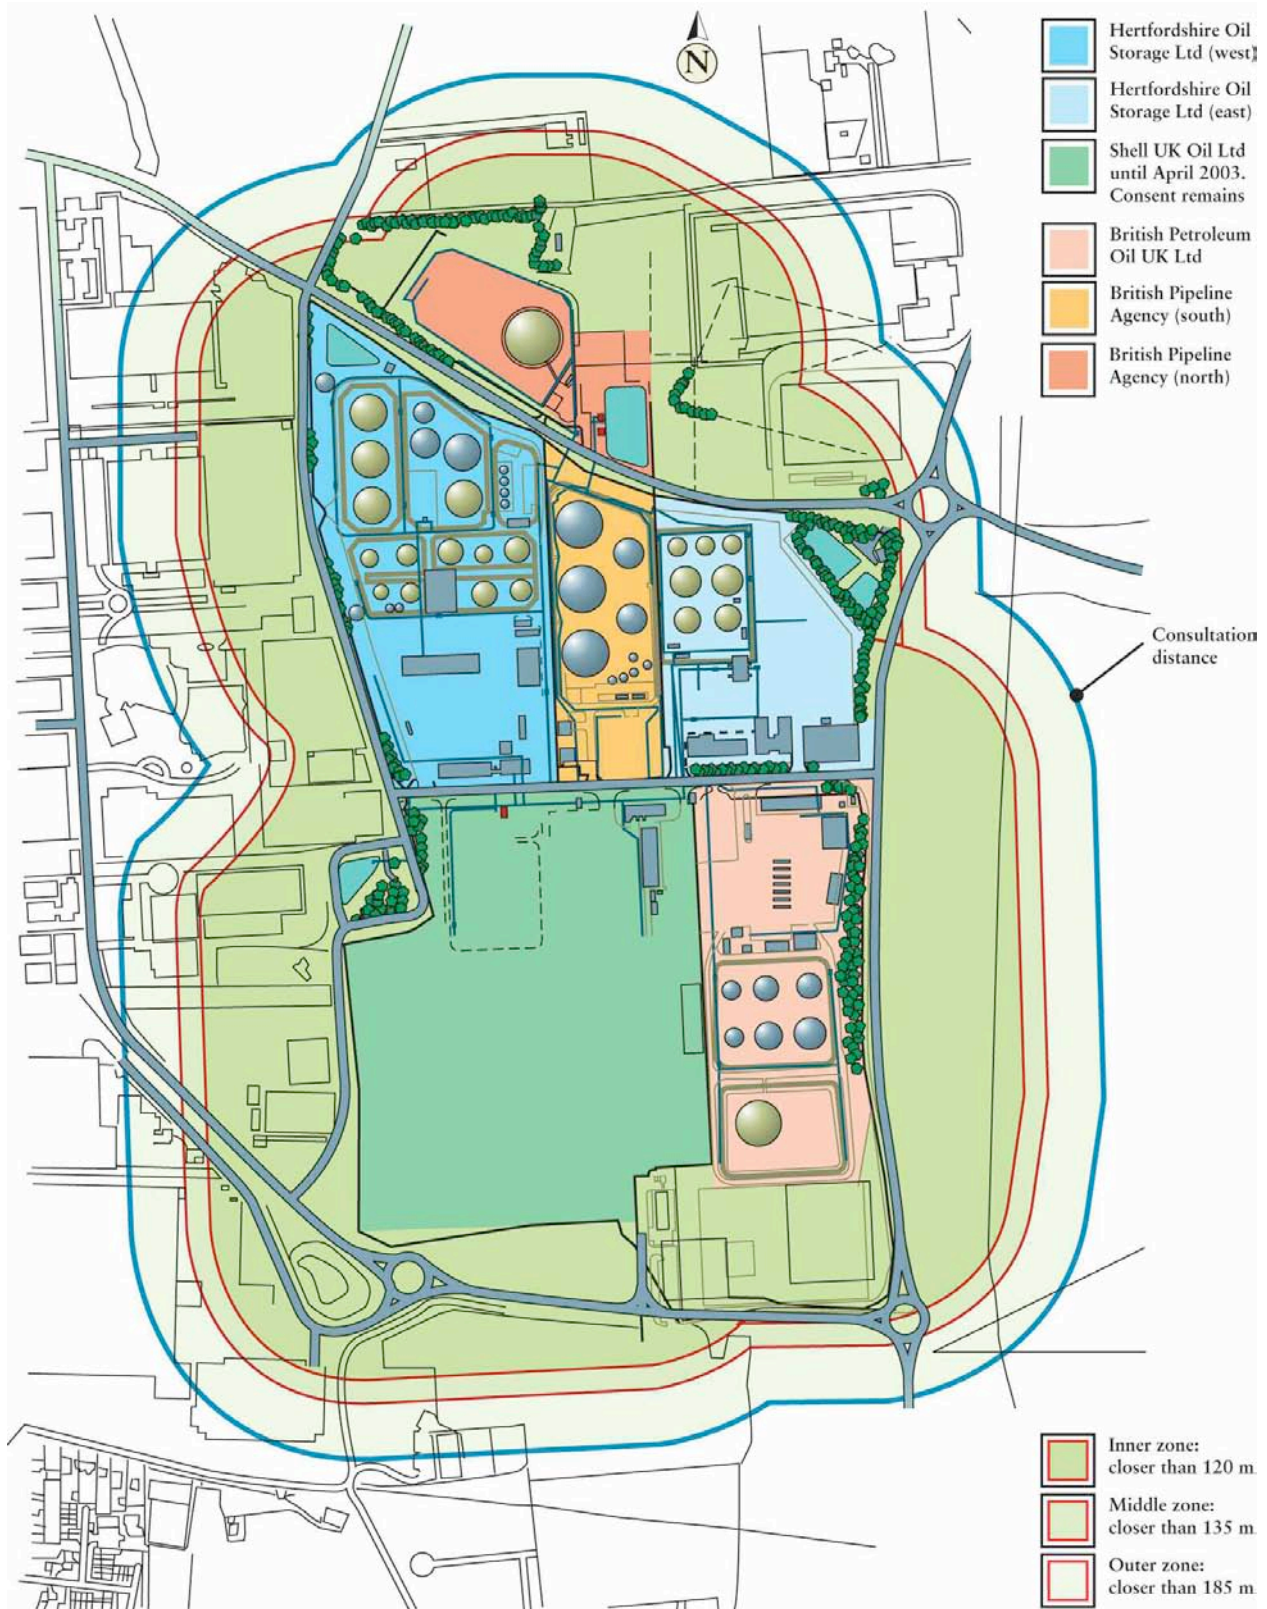 N
Hertfordshire Oil
Storage Ltd (west)
Hertfordshire Oil
Storage Ltd (east)
Shell UK Oil Ltd
until April 2003.
Consent remains
British Petroleum
Oil UK Ltd
British Pipeline
Agency (south)
British Pipeline
Agency (north)
Consultation
distance
Inner zone:
closer than 120 m
Middle zone:
closer than 135 m
Outer zone:
closer than 185 m